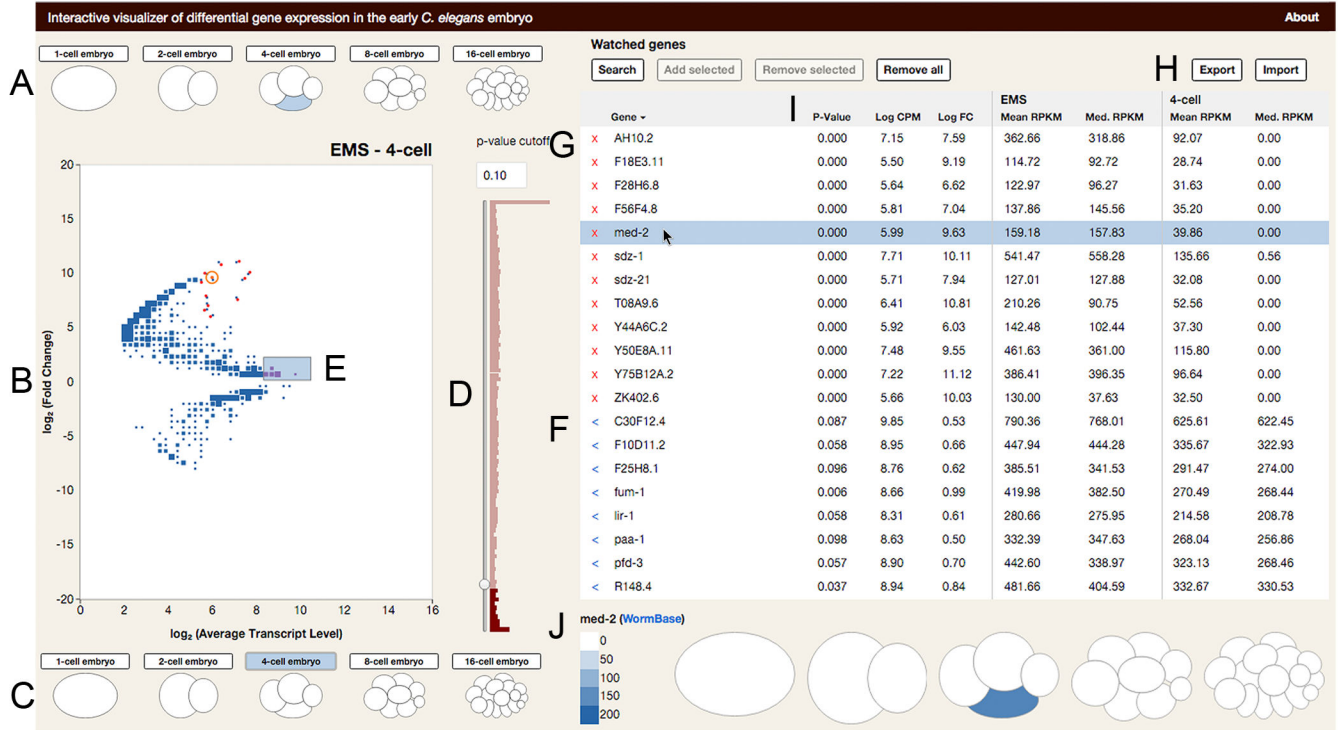 Interactive visualizer of differential gene expression in the early C. elegans embryo About
A
1-cell embryo 2-cell embryo 4-cell embryo 8-cell embryo 16-cell embryo
EMS - 4-cell
p-value cutoff
0.10
B
log₂ (Fold Change)
20
15
10
5
0
-5
-10
-15
-20
0 2 4 6 8 10 12 14 16
log₂ (Average Transcript Level)
E
D
C
1-cell embryo 2-cell embryo 4-cell embryo 8-cell embryo 16-cell embryo
Watched genes
Search Add selected Remove selected Remove all H Export Import
I EMS 4-cell
Gene P-Value Log CPM Log FC Mean RPKM Med. RPKM Mean RPKM Med. RPKM
G
x AH10.2 0.000 7.15 7.59 362.66 318.86 92.07 0.00
x F18E3.11 0.000 5.50 9.19 114.72 92.72 28.74 0.00
x F28H6.8 0.000 5.64 6.62 122.97 96.27 31.63 0.00
x F56F4.8 0.000 5.81 7.04 137.86 145.56 35.20 0.00
x med-2 0.000 5.99 9.63 159.18 157.83 39.86 0.00
x sdz-1 0.000 7.71 10.11 541.47 558.28 135.66 0.56
x sdz-21 0.000 5.71 7.94 127.01 127.88 32.08 0.00
x T08A9.6 0.000 6.41 10.81 210.26 90.75 52.56 0.00
x Y44A6C.2 0.000 5.92 6.03 142.48 102.44 37.30 0.00
x Y50E8A.11 0.000 7.48 9.55 461.63 361.00 115.80 0.00
x Y75B12A.2 0.000 7.22 11.12 386.41 396.35 96.64 0.00
x ZK402.6 0.000 5.66 10.03 130.00 37.63 32.50 0.00
F
< C30F12.4 0.087 9.85 0.53 790.36 768.01 625.61 622.45
< F10D11.2 0.058 8.95 0.66 447.94 444.28 335.67 322.93
< F25H8.1 0.096 8.76 0.62 385.51 341.53 291.47 274.00
< fum-1 0.006 8.66 0.99 419.98 382.50 270.49 268.44
< lir-1 0.058 8.31 0.61 280.66 275.95 214.58 208.78
< paa-1 0.098 8.63 0.50 332.39 347.63 268.04 256.86
< pfd-3 0.057 8.90 0.70 442.60 338.97 323.13 268.46
< R148.4 0.037 8.94 0.84 481.66 404.59 332.67 330.53
J med-2 (WormBase)
0
50
100
150
200